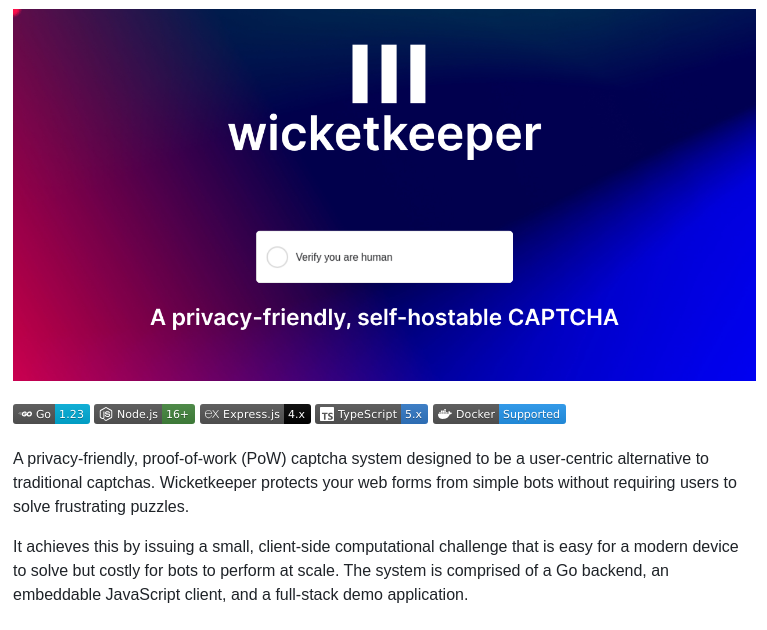 wicketkeeper
Verify you are human
A privacy-friendly, self-hostable CAPTCHA
Go 1.23 Node.js 16+ EX Express.js 4.x TS TypeScript 5.x Docker Supported
A privacy-friendly, proof-of-work (PoW) captcha system designed to be a user-centric alternative to
traditional captchas. Wicketkeeper protects your web forms from simple bots without requiring users to
solve frustrating puzzles.
It achieves this by issuing a small, client-side computational challenge that is easy for a modern device
to solve but costly for bots to perform at scale. The system is comprised of a Go backend, an
embeddable JavaScript client, and a full-stack demo application.